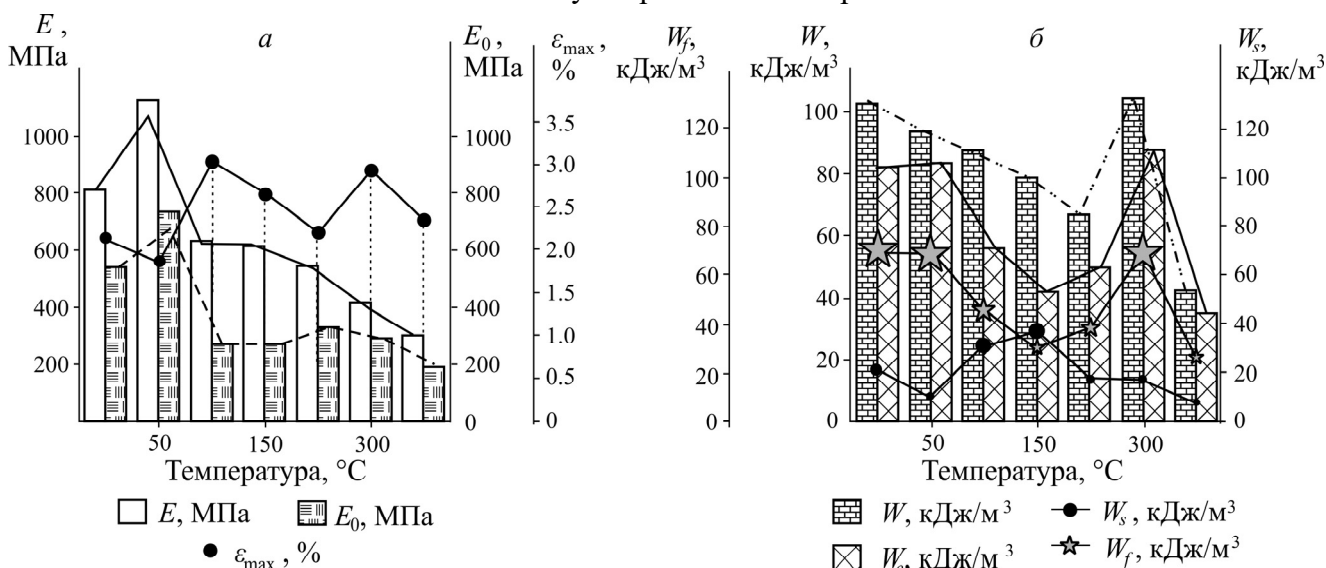 E,
МПа
1000
800
600
400
200
а
E0,
МПа
1000
800
600
400
200
0
εmax,
%
3.5
3.0
2.5
2.0
1.5
1.0
0.5
0
50 150 300
Температура, °C
E, МПа E0, МПа
εmax, %
Wf,
кДж/м³
120
100
80
60
40
20
0
W,
кДж/м³
100
80
60
40
20
0
б
Ws,
кДж/м³
120
100
80
60
40
20
0
50 150 300
Температура, °C
W, кДж/м³ Ws, кДж/м³
We, кДж/м³ Wf, кДж/м³